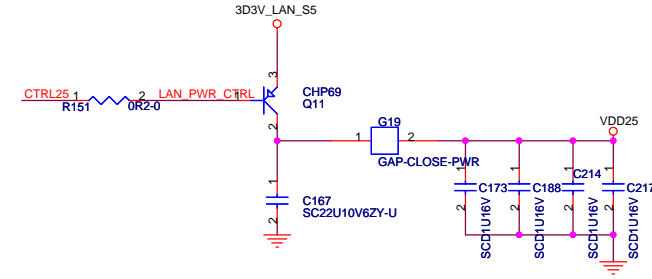 3D3V_LAN_S5
3
CHP69
Q11
CTRL25 1
2 LAN_PWR_CTRL
1
R151
0R2-0
2
G19
1
2
GAP-CLOSE-PWR
VDD25
1
C167
SC22U10V6ZY-U
2
1
C173
SCD1U16V
2
1
C188
SCD1U16V
2
1
C214
SCD1U16V
2
1
C217
SCD1U16V
2